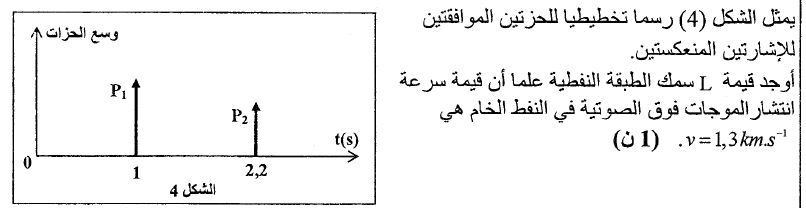 يمثل الشكل (4) رسما تخطيطيا للحزتين الموافقتين
للإشارتين المنعكستين.
أوجد قيمة L سمك الطبقة النفطية علما أن قيمة سرعة
انتشار الموجات فوق الصوتية في النفط الخام هي
v = 1,3 km.s⁻¹ . (1 ن)
وسع الحزات
P₁
P₂
t(s)
0
1
2,2
الشكل 4